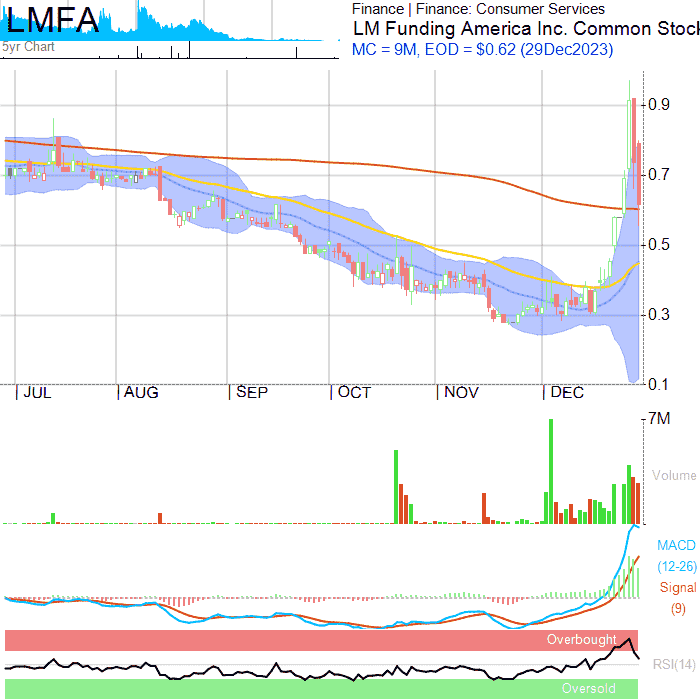 LMFA
5yr Chart
Finance | Finance: Consumer Services
LM Funding America Inc. Common Stock
MC = 9M, EOD = $0.62 (29Dec2023)
0.9
0.7
0.5
0.3
0.1
JUL
AUG
SEP
OCT
NOV
DEC
7M
Volume
MACD
(12-26)
Signal
(9)
Overbought
RSI(14)
Oversold